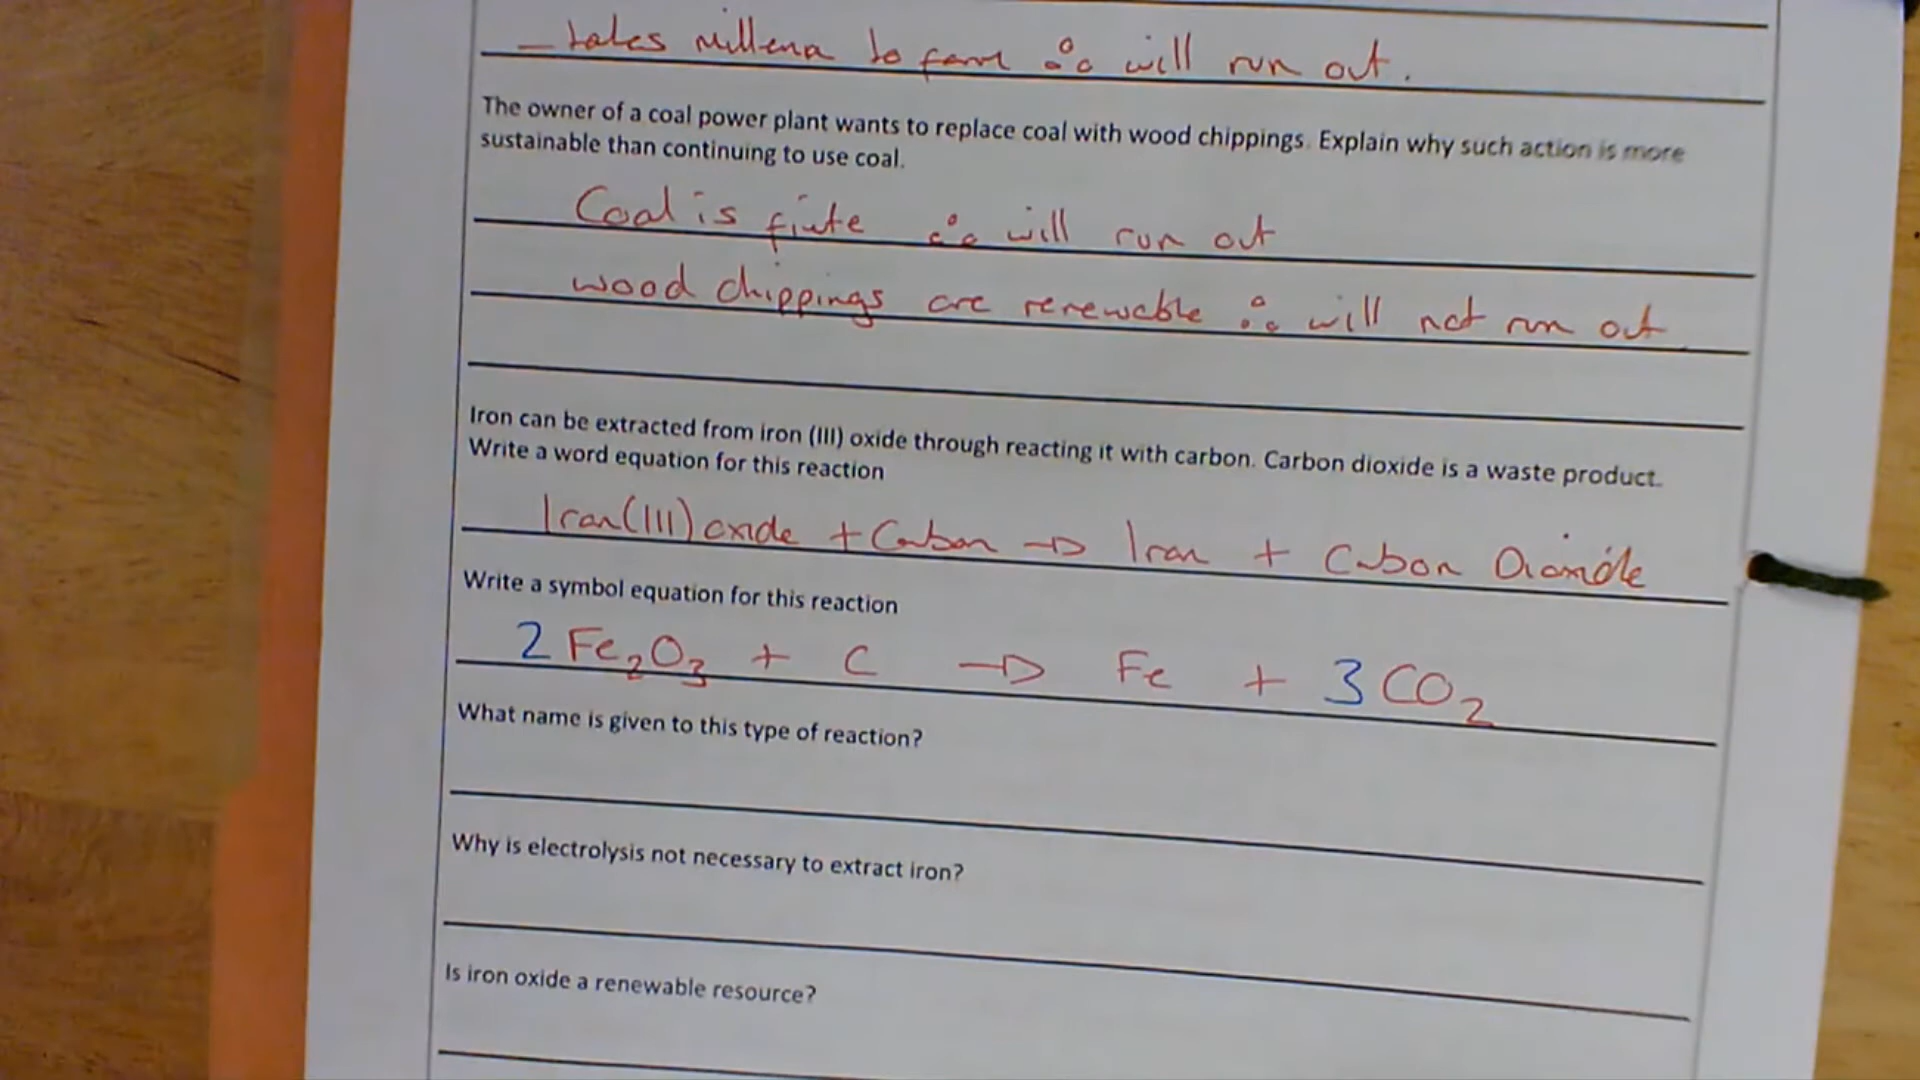 takes millena to form ∴ will run out.
The owner of a coal power plant wants to replace coal with wood chippings. Explain why such action is more
sustainable than continuing to use coal.
Coal is finite ∴ will run out
wood chippings are renewable ∴ will not run out
Iron can be extracted from iron (III) oxide through reacting it with carbon. Carbon dioxide is a waste product.
Write a word equation for this reaction
Iron(III) oxide + Carbon → Iron + Carbon Dioxide
Write a symbol equation for this reaction
2 Fe₂O₃ + C → Fe + 3 CO₂
What name is given to this type of reaction?
Why is electrolysis not necessary to extract iron?
Is iron oxide a renewable resource?